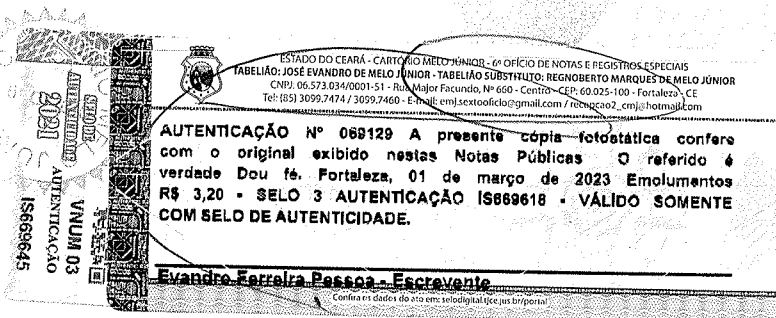 ESTADO DO CEARÁ - CARTÓRIO MELO JÚNIOR - 6º OFÍCIO DE NOTAS E REGISTROS ESPECIAIS
TABELIÃO: JOSÉ EVANDRO DE MELO JÚNIOR - TABELIÃO SUBSTITUTO: REGNOBERTO MARQUES DE MELO JÚNIOR
CNPJ: 06.573.034/0001-51 - Rua Major Facundo, Nº 660 - Centro - CEP: 60.025-100 - Fortaleza - CE
Tel: (85) 3099.7474 / 3099.7460 - E-mail: emj.sextooficio@gmail.com / recepcao2_cmj@hotmail.com
AUTENTICAÇÃO Nº 069129 A presente cópia fotostática confere
com o original exibido nestas Notas Públicas O referido é
verdade Dou fé. Fortaleza, 01 de março de 2023 Emolumentos
R$ 3,20 - SELO 3 AUTENTICAÇÃO IS669618 - VÁLIDO SOMENTE
COM SELO DE AUTENTICIDADE.
Evandro Ferreira Pessoa - Escrevente
Confira os dados do ato em: selodigital.tjce.jus.br/portal
SELO DE
AUTENTICIDADE
2021
AUTENTICAÇÃO
VNUM 03
IS669645